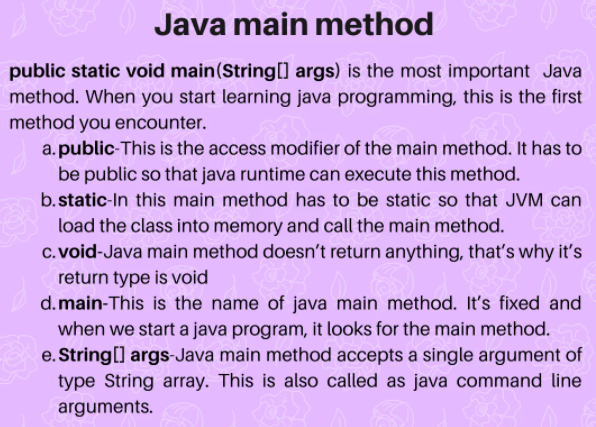 Java main method
public static void main(String[] args) is the most important Java
method. When you start learning java programming, this is the first
method you encounter.
a. public-This is the access modifier of the main method. It has to
be public so that java runtime can execute this method.
b. static-In this main method has to be static so that JVM can
load the class into memory and call the main method.
c. void-Java main method doesn't return anything, that's why it's
return type is void
d. main-This is the name of java main method. It's fixed and
when we start a java program, it looks for the main method.
e. String[] args-Java main method accepts a single argument of
type String array. This is also called as java command line
arguments.